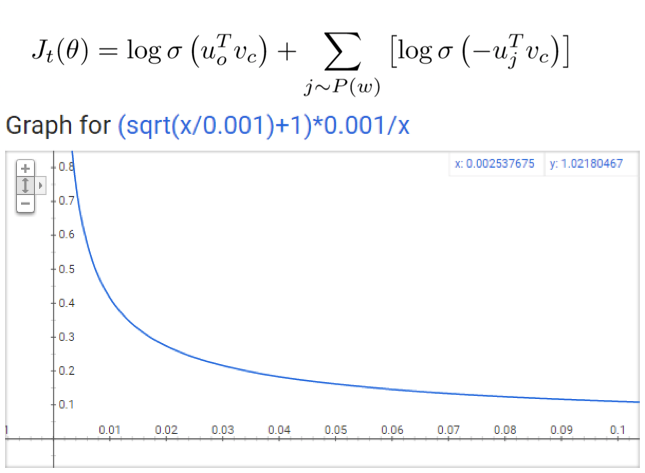 J_t(θ) = log σ (u_o^T v_c) + ∑_{j∼P(w)} [log σ (−u_j^T v_c)]
Graph for (sqrt(x/0.001)+1)*0.001/x
x: 0.002537675 y: 1.02180467
+
−
0.8
0.7
0.6
0.5
0.4
0.3
0.2
0.1
1 0.01 0.02 0.03 0.04 0.05 0.06 0.07 0.08 0.09 0.1